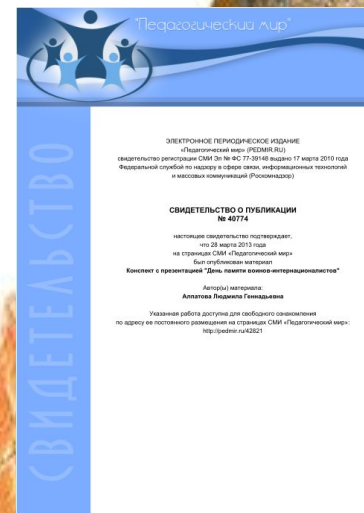 "Педагогический мир"
СВИДЕТЕЛЬСТВО
ЭЛЕКТРОННОЕ ПЕРИОДИЧЕСКОЕ ИЗДАНИЕ
«Педагогический мир» (PEDMIR.RU)
свидетельство регистрации СМИ Эл № ФС 77-39148 выдано 17 марта 2010 года
Федеральной службой по надзору в сфере связи, информационных технологий
и массовых коммуникаций (Роскомнадзор)
СВИДЕТЕЛЬСТВО О ПУБЛИКАЦИИ
№ 40774
настоящее свидетельство подтверждает,
что 28 марта 2013 года
на страницах СМИ «Педагогический мир»
был опубликован материал
Конспект с презентацией "День памяти воинов-интернационалистов"
Автор(ы) материала:
Алпатова Людмила Геннадьевна
Указанная работа доступна для свободного ознакомления
по адресу ее постоянного размещения на страницах СМИ «Педагогический мир»:
http://pedmir.ru/42821